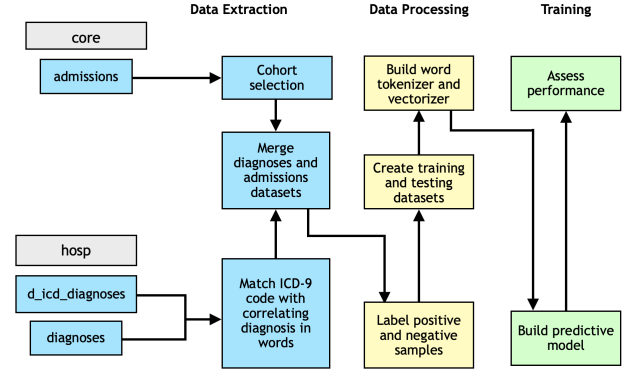 Data Extraction
Data Processing
Training
core
admissions
Cohort
selection
Build word
tokenizer and
vectorizer
Assess
performance
Merge
diagnoses and
admissions
datasets
Create training
and testing
datasets
hosp
d_icd_diagnoses
diagnoses
Match ICD-9
code with
correlating
diagnosis in
words
Label positive
and negative
samples
Build predictive
model